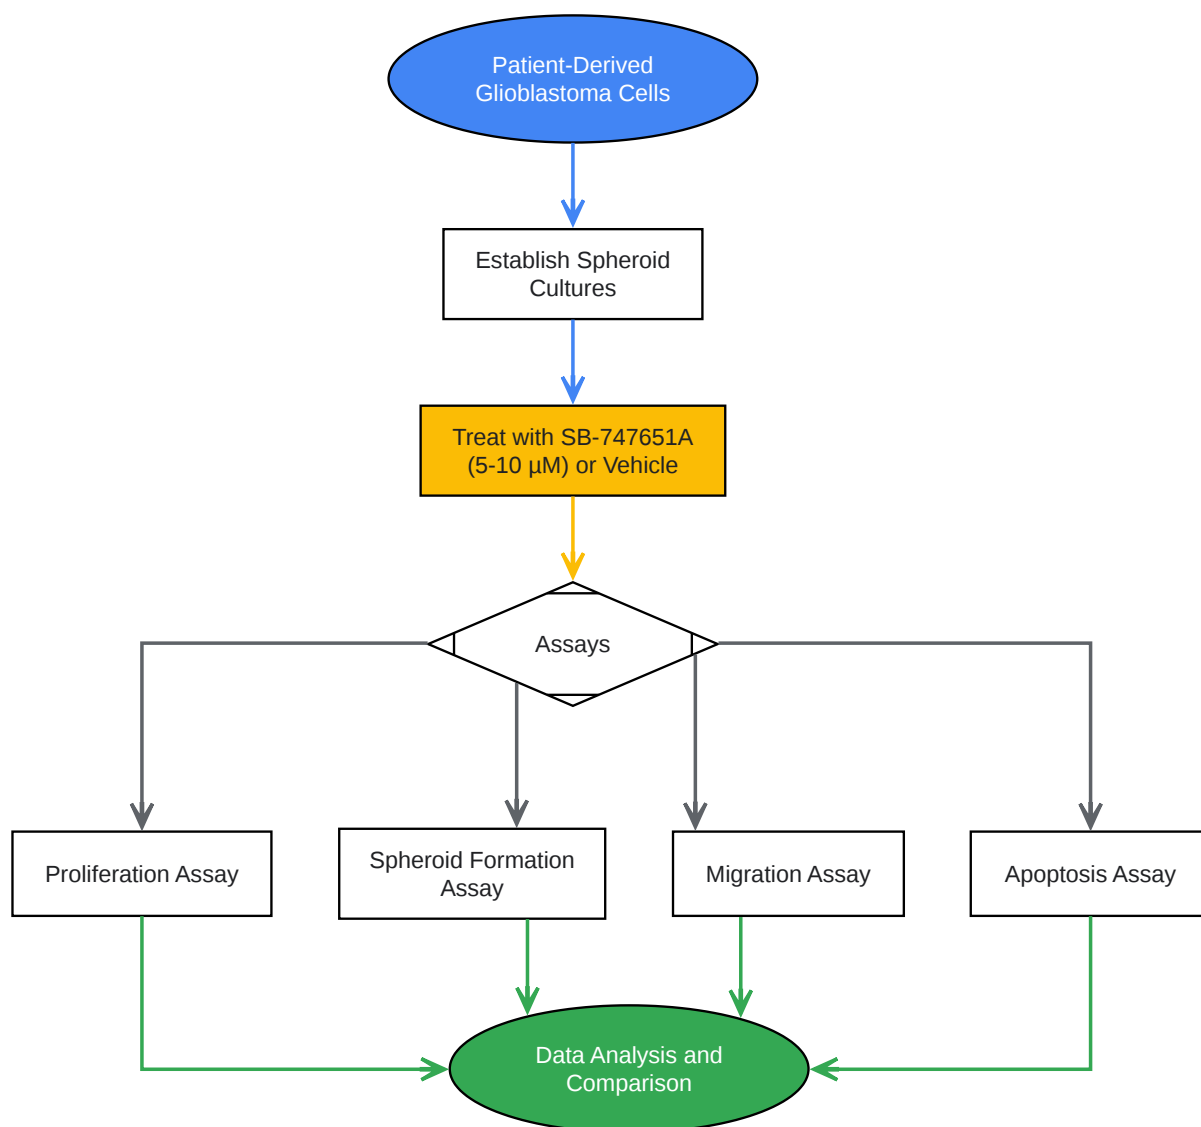 Patient-Derived
Glioblastoma Cells
Establish Spheroid
Cultures
Treat with SB-747651A
(5-10 µM) or Vehicle
Assays
Proliferation Assay
Spheroid Formation
Assay
Migration Assay
Apoptosis Assay
Data Analysis and
Comparison